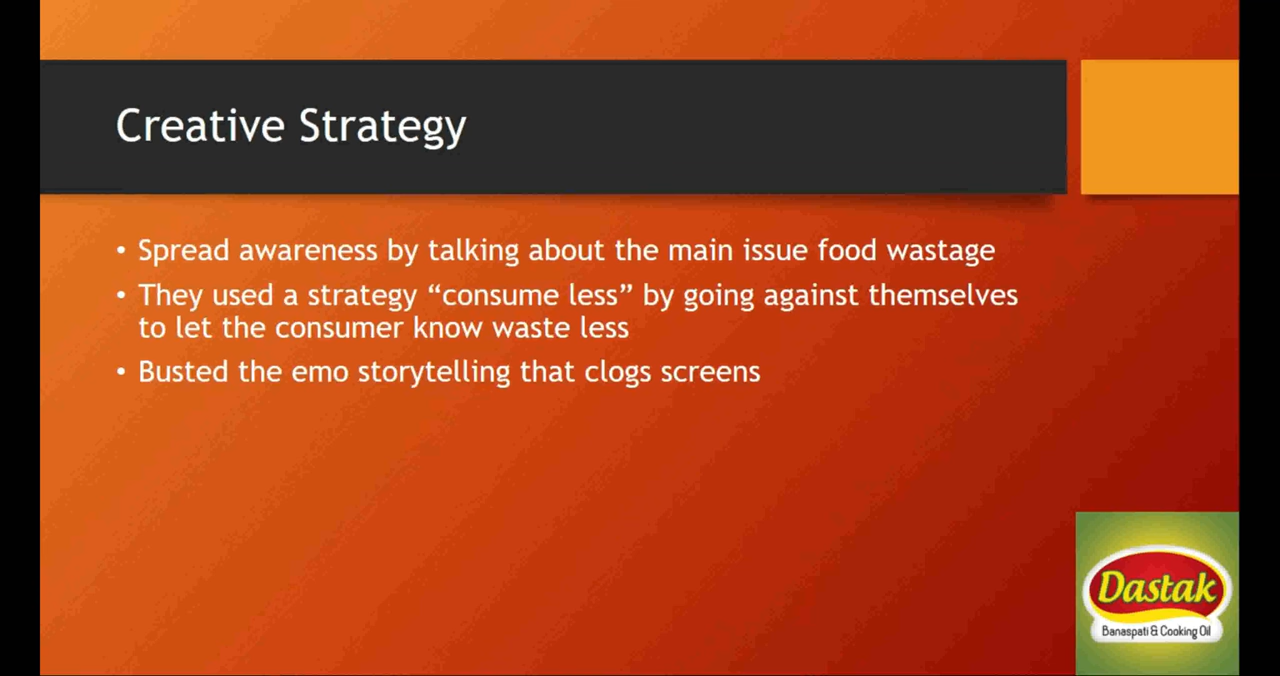 Creative Strategy
• Spread awareness by talking about the main issue food wastage
• They used a strategy “consume less” by going against themselves
to let the consumer know waste less
• Busted the emo storytelling that clogs screens
Dastak
Banaspati & Cooking Oil